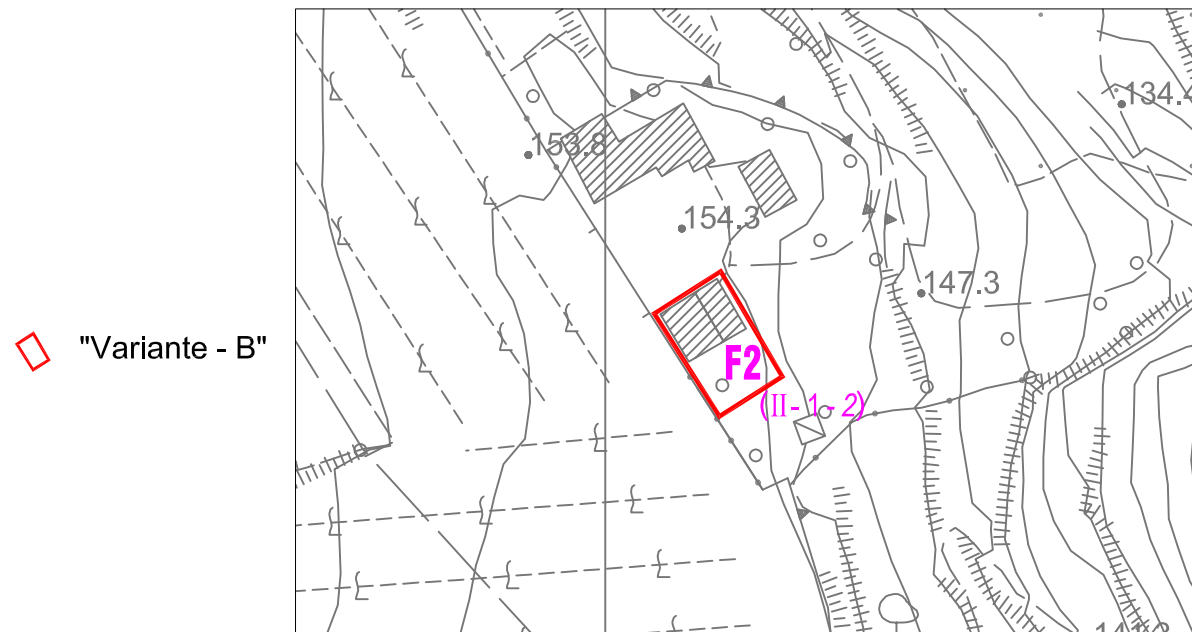 134.4
153.8
154.3
147.3
"Variante - B"
F2
(II - 1 - 2)